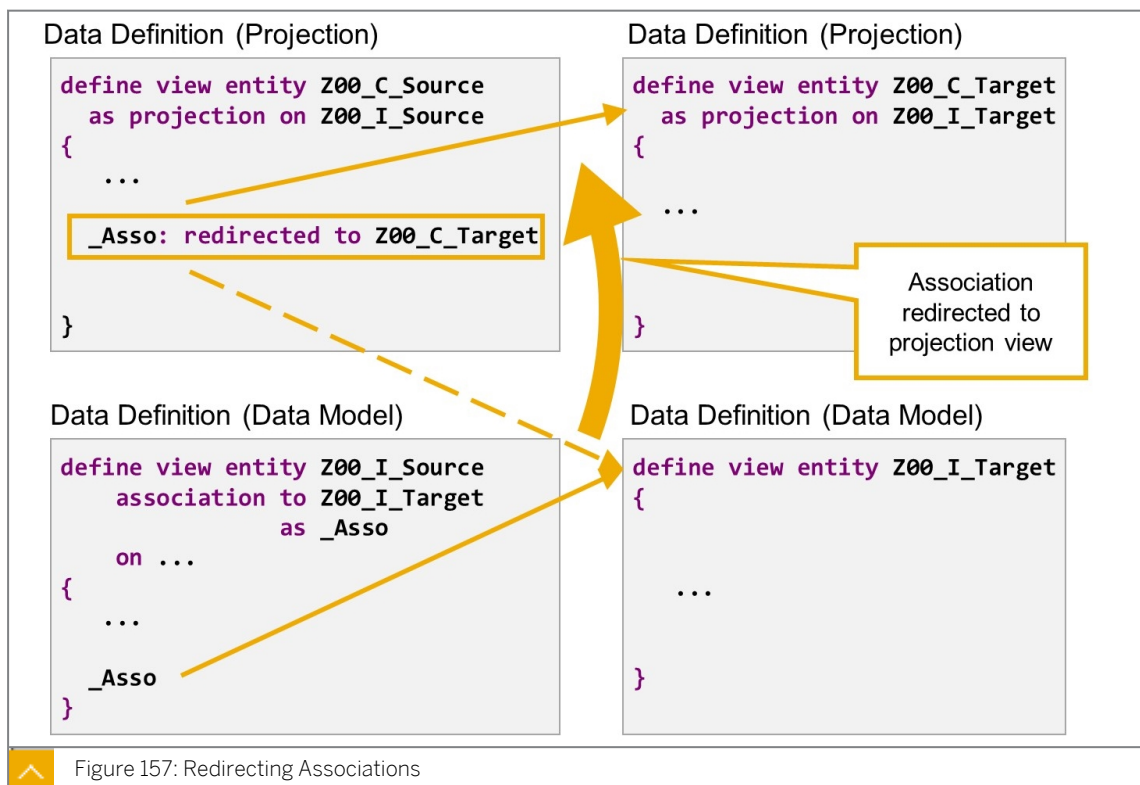 Data Definition (Projection)
define view entity Z00_C_Source
as projection on Z00_I_Source
{
...
_Asso: redirected to Z00_C_Target
}
Data Definition (Projection)
define view entity Z00_C_Target
as projection on Z00_I_Target
{
...
}
Association
redirected to
projection view
Data Definition (Data Model)
define view entity Z00_I_Source
association to Z00_I_Target
as _Asso
on ...
{
...
_Asso
}
Data Definition (Data Model)
define view entity Z00_I_Target
{
...
}
Figure 157: Redirecting Associations